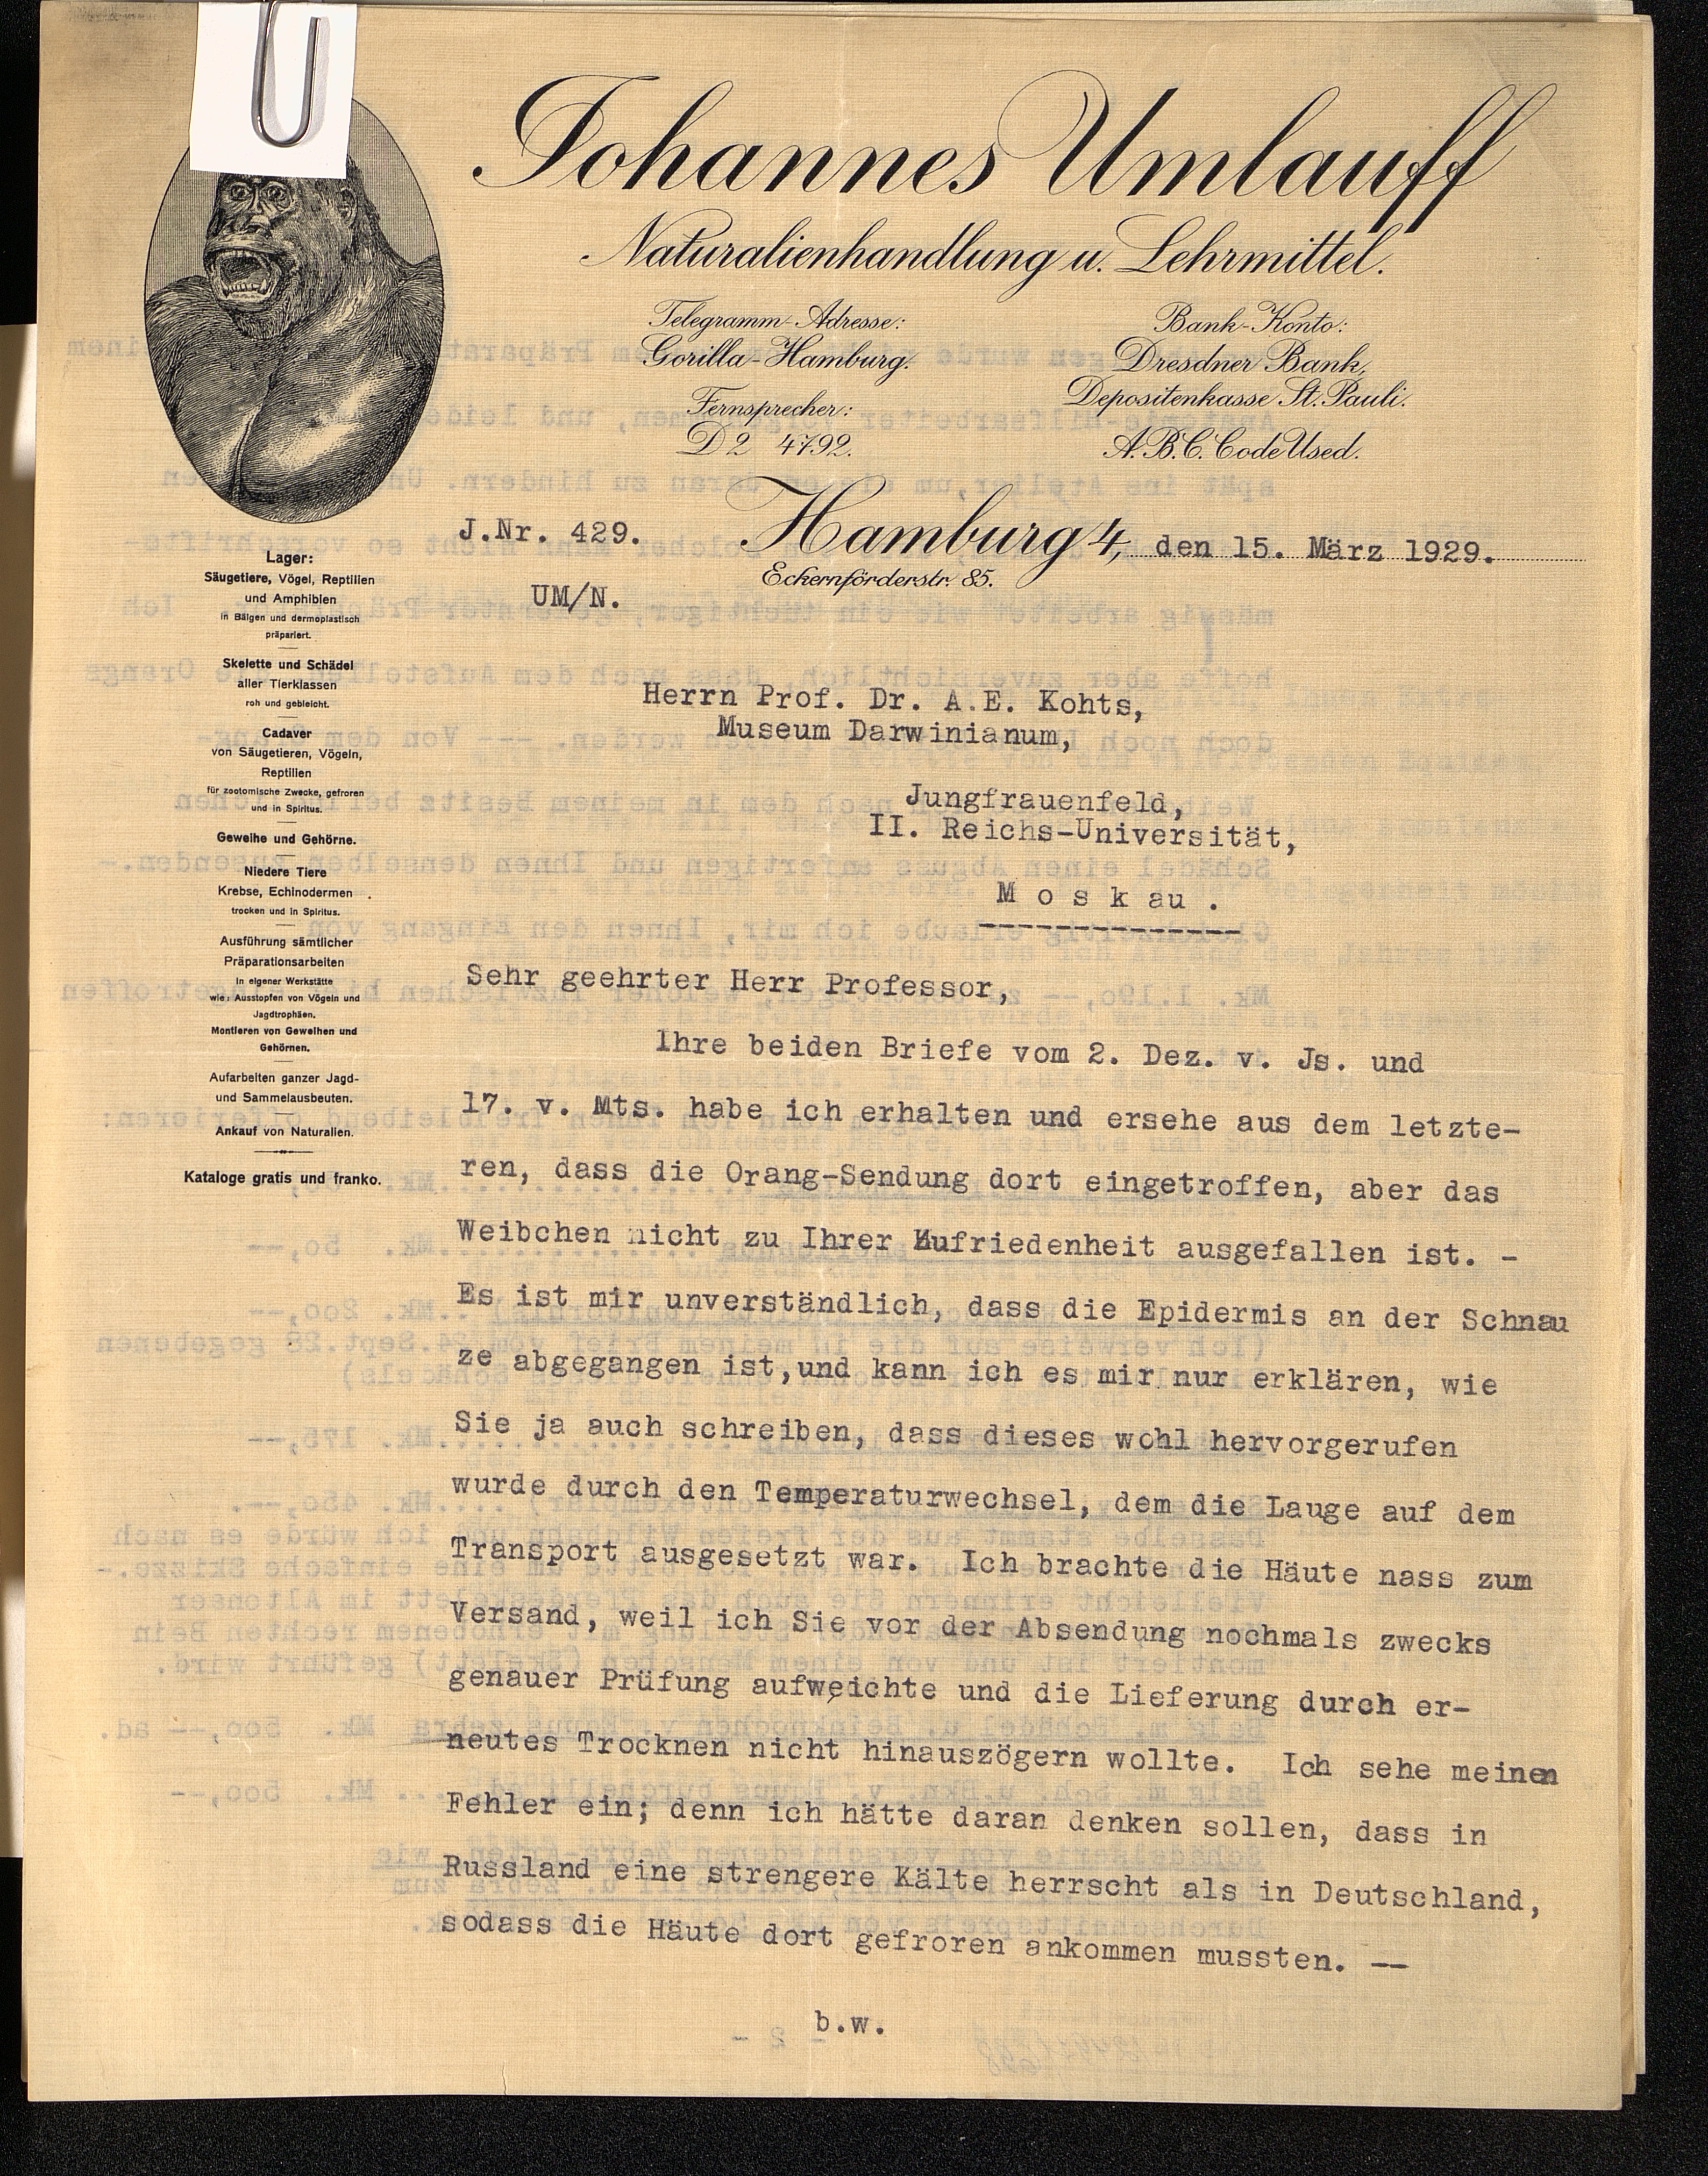 Johannes Umlauff
Naturalienhandlung u. Lehrmittel.
Telegramm-Adresse:
Gorilla-Hamburg.
Fernsprecher:
D 2 4792.
Bank-Konto:
Dresdner Bank,
Depositenkasse St. Pauli.
A.B.C. Code Used.
J.Nr. 429.
Hamburg 4, den 15. März 1929.
Eckernförderstr. 85.
UM/N.
Lager:
Säugetiere, Vögel, Reptilien
und Amphibien
in Bälgen und dermoplastisch
präpariert.
Skelette und Schädel
aller Tierklassen
roh und gebleicht.
Cadaver
von Säugetieren, Vögeln,
Reptilien
für zootomische Zwecke, gefroren
und in Spiritus.
Geweihe und Gehörne.
Niedere Tiere
Krebse, Echinodermen
trocken und in Spiritus.
Ausführung sämtlicher
Präparationsarbeiten
in eigener Werkstätte
wie: Ausstopfen von Vögeln und
Jagdtrophäen.
Montieren von Geweihen und
Gehörnen.
Aufarbeiten ganzer Jagd-
und Sammelausbeuten.
Ankauf von Naturalien.
Kataloge gratis und franko.
Herrn Prof. Dr. A.E. Kohts,
Museum Darwinianum,
Jungfrauenfeld,
II. Reichs-Universität,
M o s k au .
Sehr geehrter Herr Professor,
Ihre beiden Briefe vom 2. Dez. v. Js. und
17. v. Mts. habe ich erhalten und ersehe aus dem letzte-
ren, dass die Orang-Sendung dort eingetroffen, aber das
Weibchen nicht zu Ihrer Zufriedenheit ausgefallen ist. -
Es ist mir unverständlich, dass die Epidermis an der Schnau
ze abgegangen ist,und kann ich es mir nur erklären, wie
Sie ja auch schreiben, dass dieses wohl hervorgerufen
wurde durch den Temperaturwechsel, dem die Lauge auf dem
Transport ausgesetzt war. Ich brachte die Häute nass zum
Versand, weil ich Sie vor der Absendung nochmals zwecks
genauer Prüfung aufweichte und die Lieferung durch er-
neutes Trocknen nicht hinauszögern wollte. Ich sehe meinen
Fehler ein; denn ich hätte daran denken sollen, dass in
Russland eine strengere Kälte herrscht als in Deutschland,
sodass die Häute dort gefroren ankommen mussten. --
b.w.